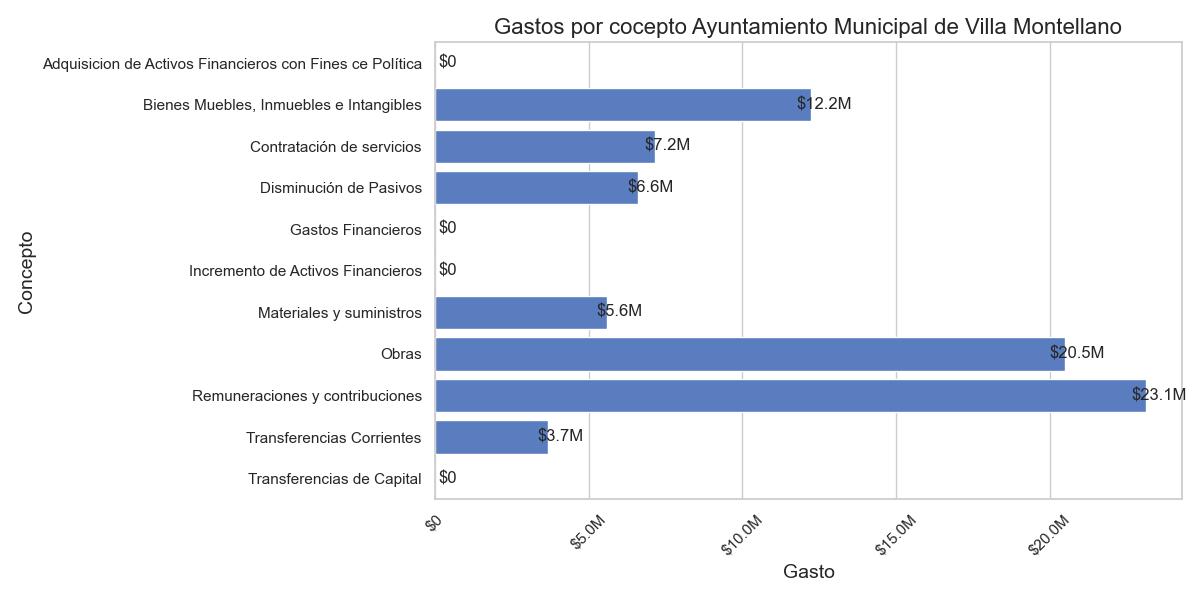 Gastos por cocepto Ayuntamiento Municipal de Villa Montellano
Concepto
Adquisicion de Activos Financieros con Fines ce Política $0
Bienes Muebles, Inmuebles e Intangibles $12.2M
Contratación de servicios $7.2M
Disminución de Pasivos $6.6M
Gastos Financieros $0
Incremento de Activos Financieros $0
Materiales y suministros $5.6M
Obras $20.5M
Remuneraciones y contribuciones $23.1M
Transferencias Corrientes $3.7M
Transferencias de Capital $0
$0 $5.0M $10.0M $15.0M $20.0M
Gasto